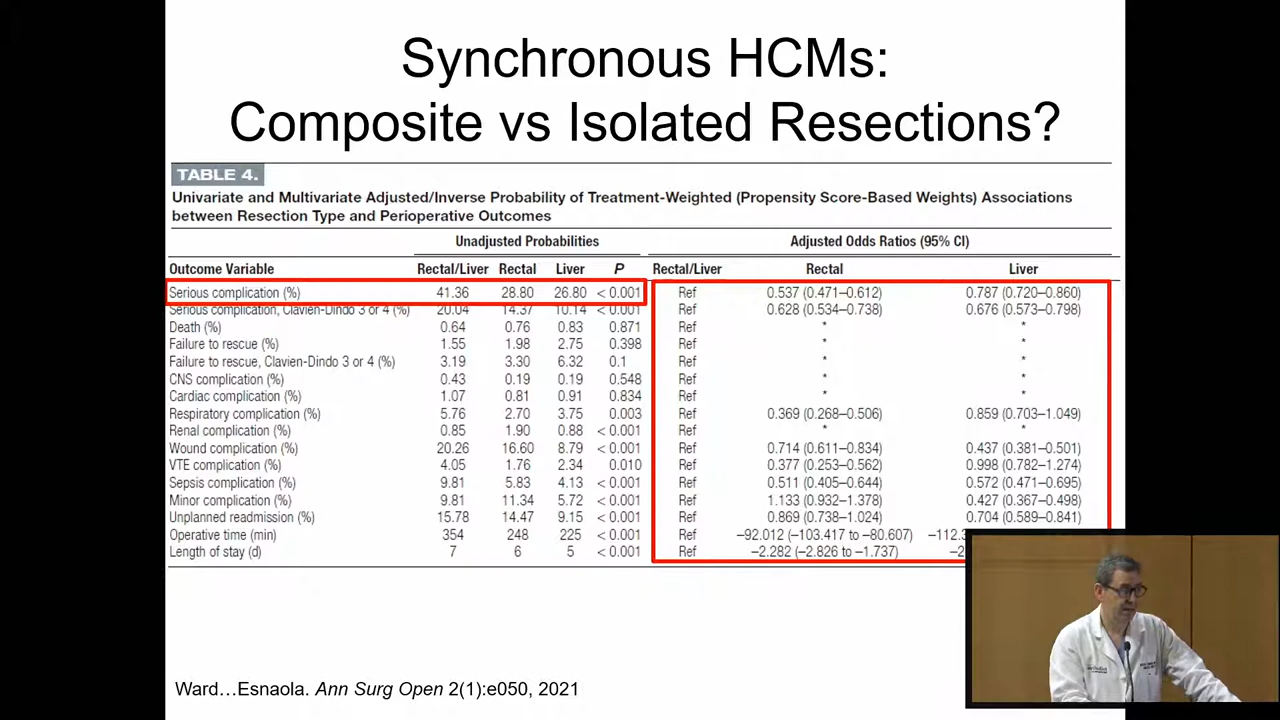 Synchronous HCMs:
Composite vs Isolated Resections?
TABLE 4.
Univariate and Multivariate Adjusted/Inverse Probability of Treatment-Weighted (Propensity Score-Based Weights) Associations
between Resection Type and Perioperative Outcomes
Unadjusted Probabilities Adjusted Odds Ratios (95% CI)
Outcome Variable Rectal/Liver Rectal Liver P Rectal/Liver Rectal Liver
Serious complication (%) 41.36 28.80 26.80 < 0.001 Ref 0.537 (0.471–0.612) 0.787 (0.720–0.860)
Serious complication, Clavien-Dindo 3 or 4 (%) 20.04 14.37 10.14 < 0.001 Ref 0.628 (0.534–0.738) 0.676 (0.573–0.798)
Death (%) 0.64 0.76 0.83 0.871 Ref * *
Failure to rescue (%) 1.55 1.98 2.75 0.398 Ref * *
Failure to rescue, Clavien-Dindo 3 or 4 (%) 3.19 3.30 6.32 0.1 Ref * *
CNS complication (%) 0.43 0.19 0.19 0.548 Ref * *
Cardiac complication (%) 1.07 0.81 0.91 0.834 Ref * *
Respiratory complication (%) 5.76 2.70 3.75 0.003 Ref 0.369 (0.268–0.506) 0.859 (0.703–1.049)
Renal complication (%) 0.85 1.90 0.88 < 0.001 Ref * *
Wound complication (%) 20.26 16.60 8.79 < 0.001 Ref 0.714 (0.611–0.834) 0.437 (0.381–0.501)
VTE complication (%) 4.05 1.76 2.34 0.010 Ref 0.377 (0.253–0.562) 0.998 (0.782–1.274)
Sepsis complication (%) 9.81 5.83 4.13 < 0.001 Ref 0.511 (0.405–0.644) 0.572 (0.471–0.695)
Minor complication (%) 9.81 11.34 5.72 < 0.001 Ref 1.133 (0.932–1.378) 0.427 (0.367–0.498)
Unplanned readmission (%) 15.78 14.47 9.15 < 0.001 Ref 0.869 (0.738–1.024) 0.704 (0.589–0.841)
Operative time (min) 354 248 225 < 0.001 Ref –92.012 (–103.417 to –80.607) –112.3
Length of stay (d) 7 6 5 < 0.001 Ref –2.282 (–2.826 to –1.737) –2
Ward…Esnaola. Ann Surg Open 2(1):e050, 2021